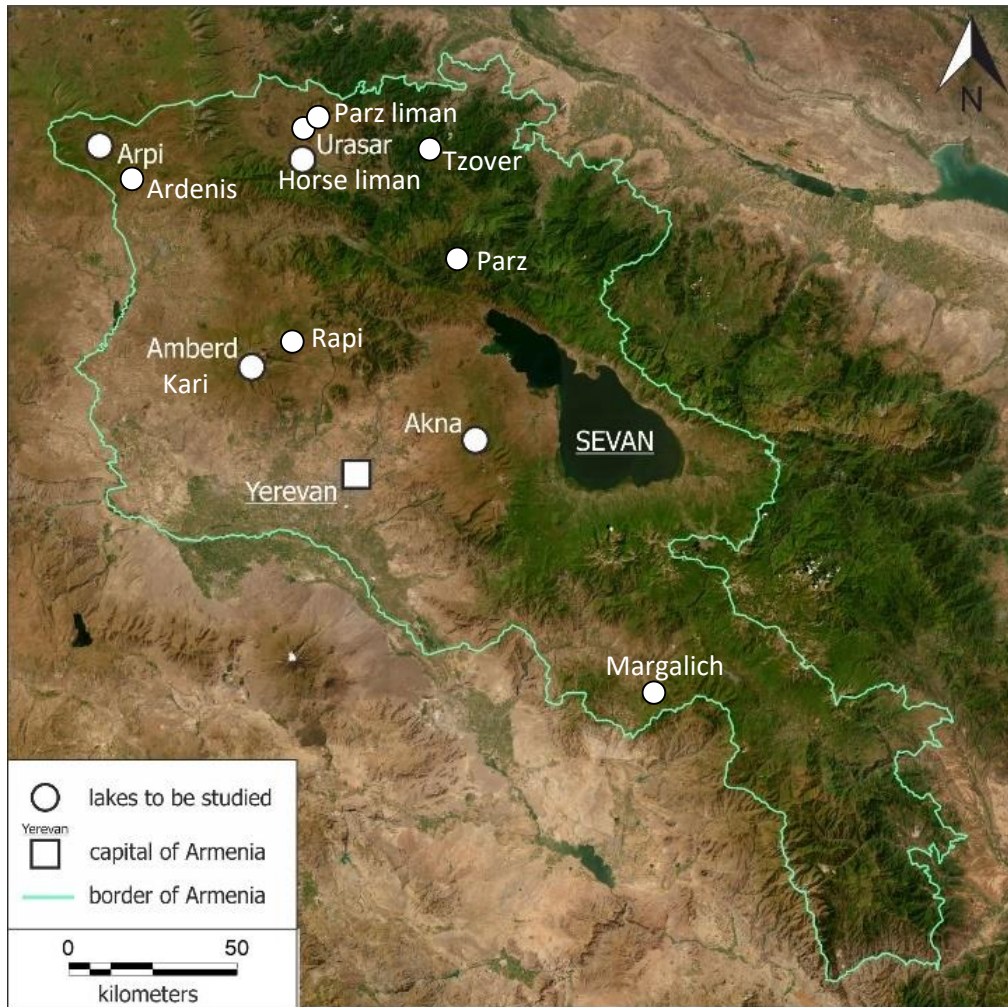 N
Parz liman
Urasar
Horse liman
Tzover
Arpi
Ardenis
Parz
Rapi
Amberd
Kari
Akna
SEVAN
Yerevan
Margalich
lakes to be studied
Yerevan
capital of Armenia
border of Armenia
0 50
kilometers